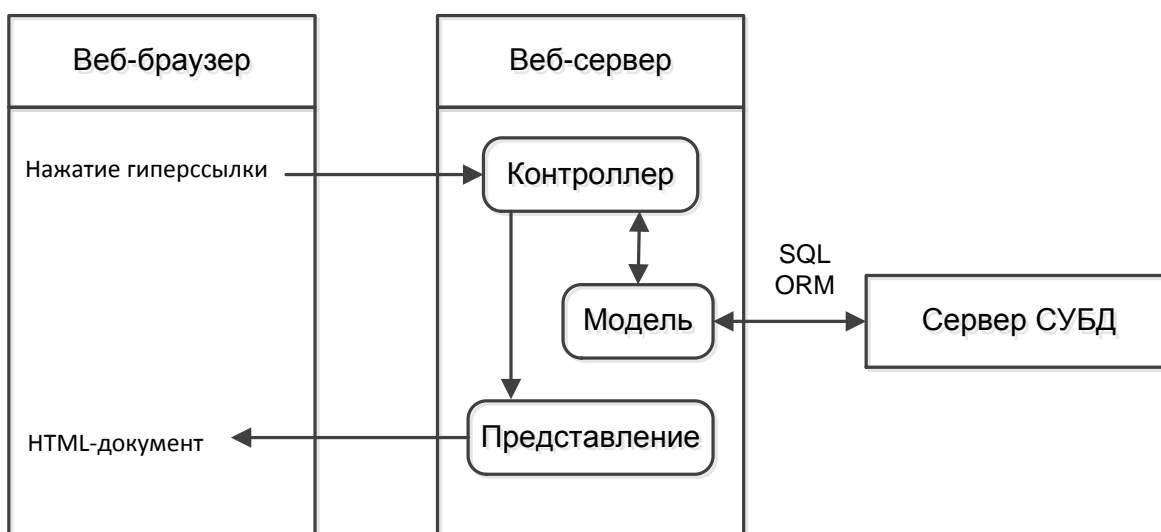 Веб-браузер
Веб-сервер
Нажатие гиперссылки
Контроллер
SQL
ORM
Модель
Сервер СУБД
Представление
HTML-документ